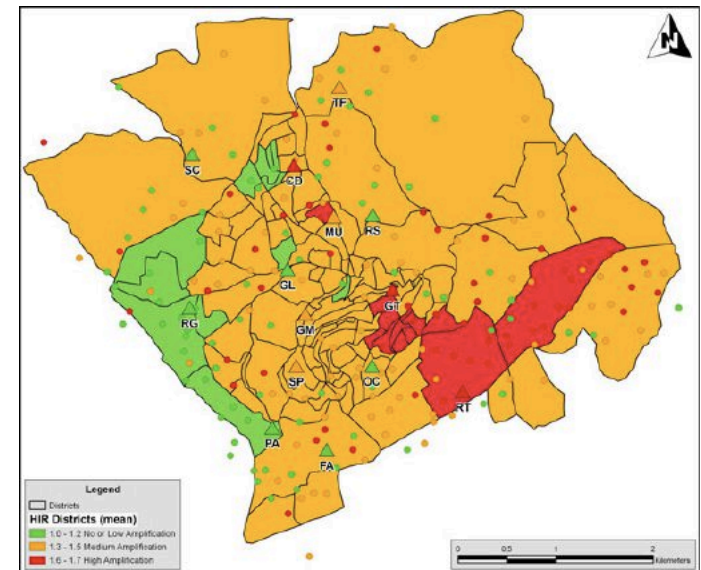 N
TF
SC
CD
MU
RS
GL
GT
RG
GM
SP
OC
RT
PA
FA
Legend
Districts
HIR Districts (mean)
1.0 - 1.2 No or Low Amplification
1.3 - 1.5 Medium Amplification
1.6 - 1.7 High Amplification
0 0.5 1 2
Kilometers